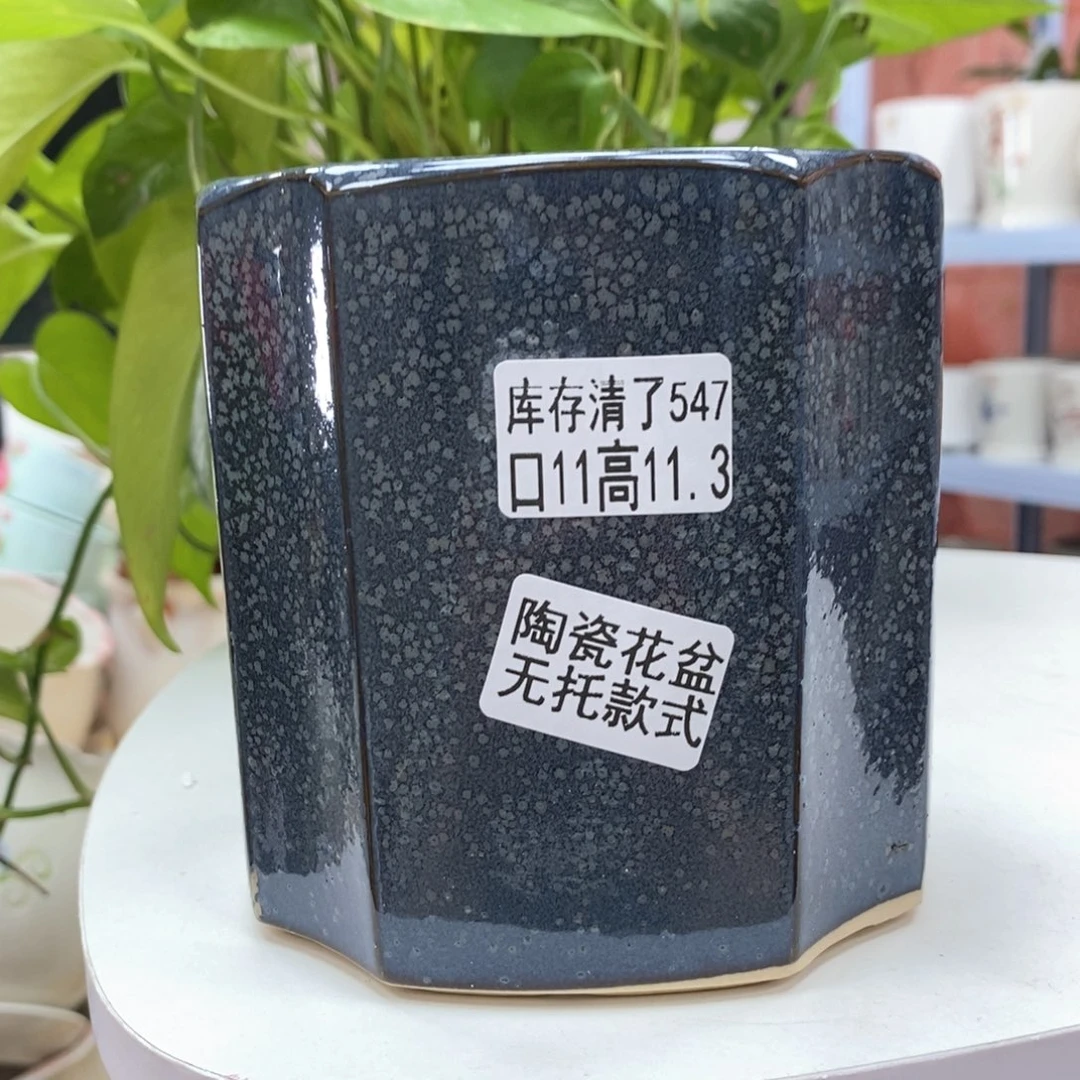 库存清了547
口11高11.3
陶瓷花盆
无托款式